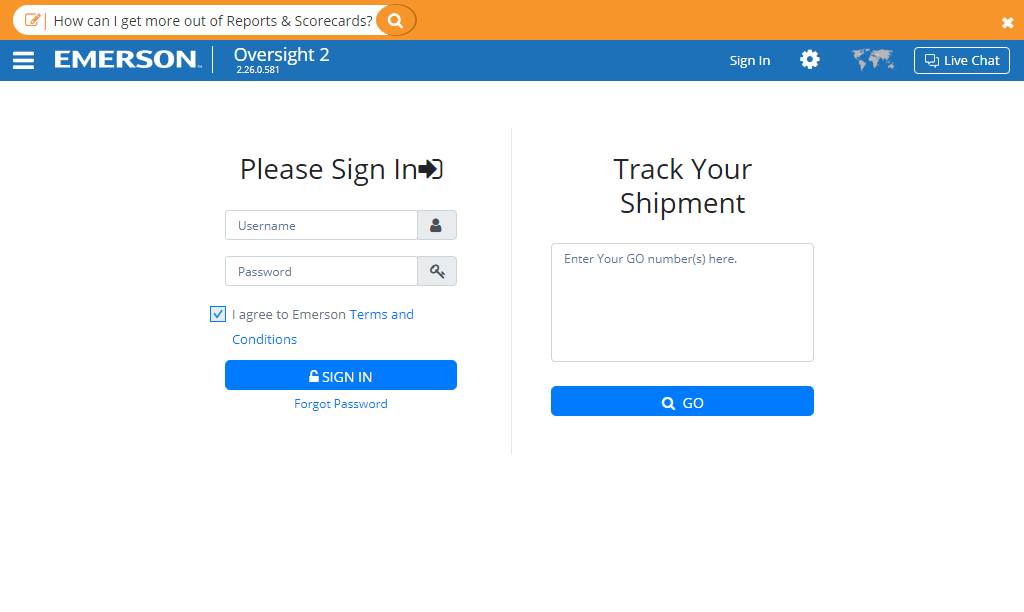 How can I get more out of Reports & Scorecards?
EMERSON™
Oversight 2
2.26.0.581
Sign In
Live Chat
Please Sign In
Username
Password
I agree to Emerson Terms and
Conditions
SIGN IN
Forgot Password
Track Your
Shipment
Enter Your GO number(s) here.
GO